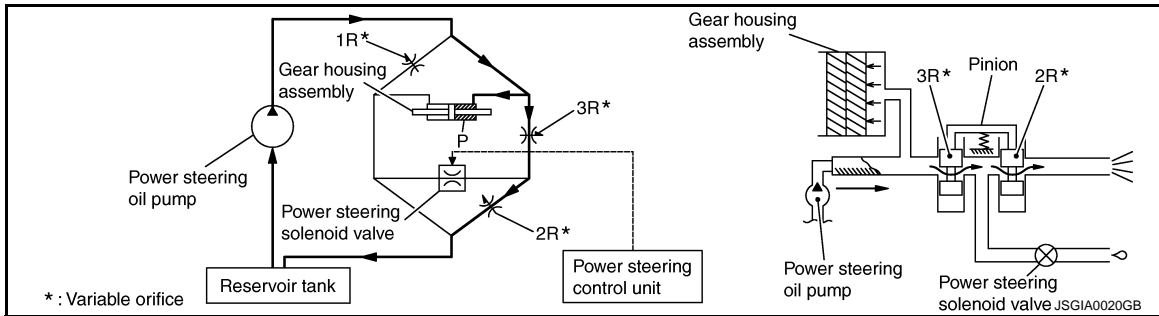 1R*
Gear housing
assembly
P
3R*
Power steering
oil pump
Power steering
solenoid valve
2R*
Reservoir tank
Power steering
control unit
* : Variable orifice
Gear housing
assembly
Pinion
3R*
2R*
Power steering
oil pump
Power steering
solenoid valve
JSGIA0020GB